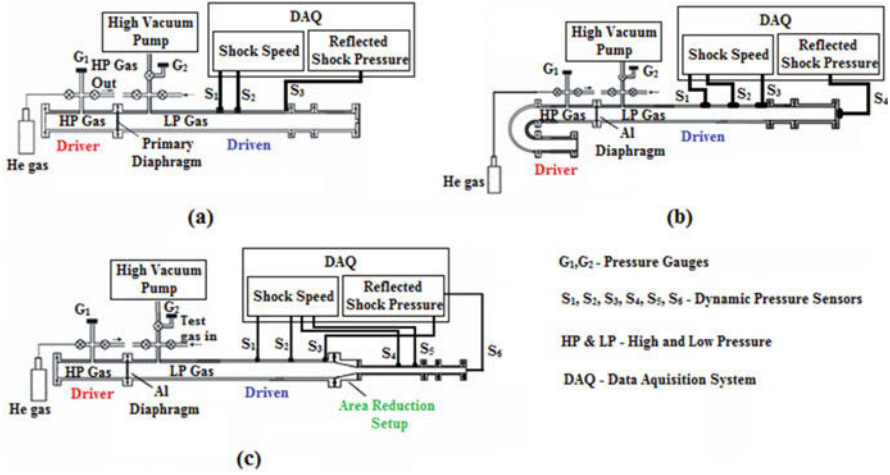 DAQ
High Vacuum
Pump
G1
HP Gas
Out
G2
Shock
Speed
Reflected
Shock Pressure
S1
S2
S3
HP Gas
LP Gas
He gas
Driver
Primary
Diaphragm
Driven
(a)
DAQ
High Vacuum
Pump
G1
G2
Shock
Speed
Reflected
Shock Pressure
S1
S2
S3
S4
HP Gas
LP Gas
Al
Diaphragm
Driven
He gas
Driver
(b)
DAQ
High Vacuum
Pump
G1
G2
Test
gas in
Shock Speed
Reflected
Shock Pressure
S1
S2
S3
S4
S5
S6
HP Gas
LP Gas
He gas
Driver
Al
Diaphragm
Driven
Area Reduction
Setup
(c)
G1,G2 - Pressure Gauges
S1, S2, S3, S4, S5, S6 - Dynamic Pressure Sensors
HP & LP - High and Low Pressure
DAQ - Data Aquisition System